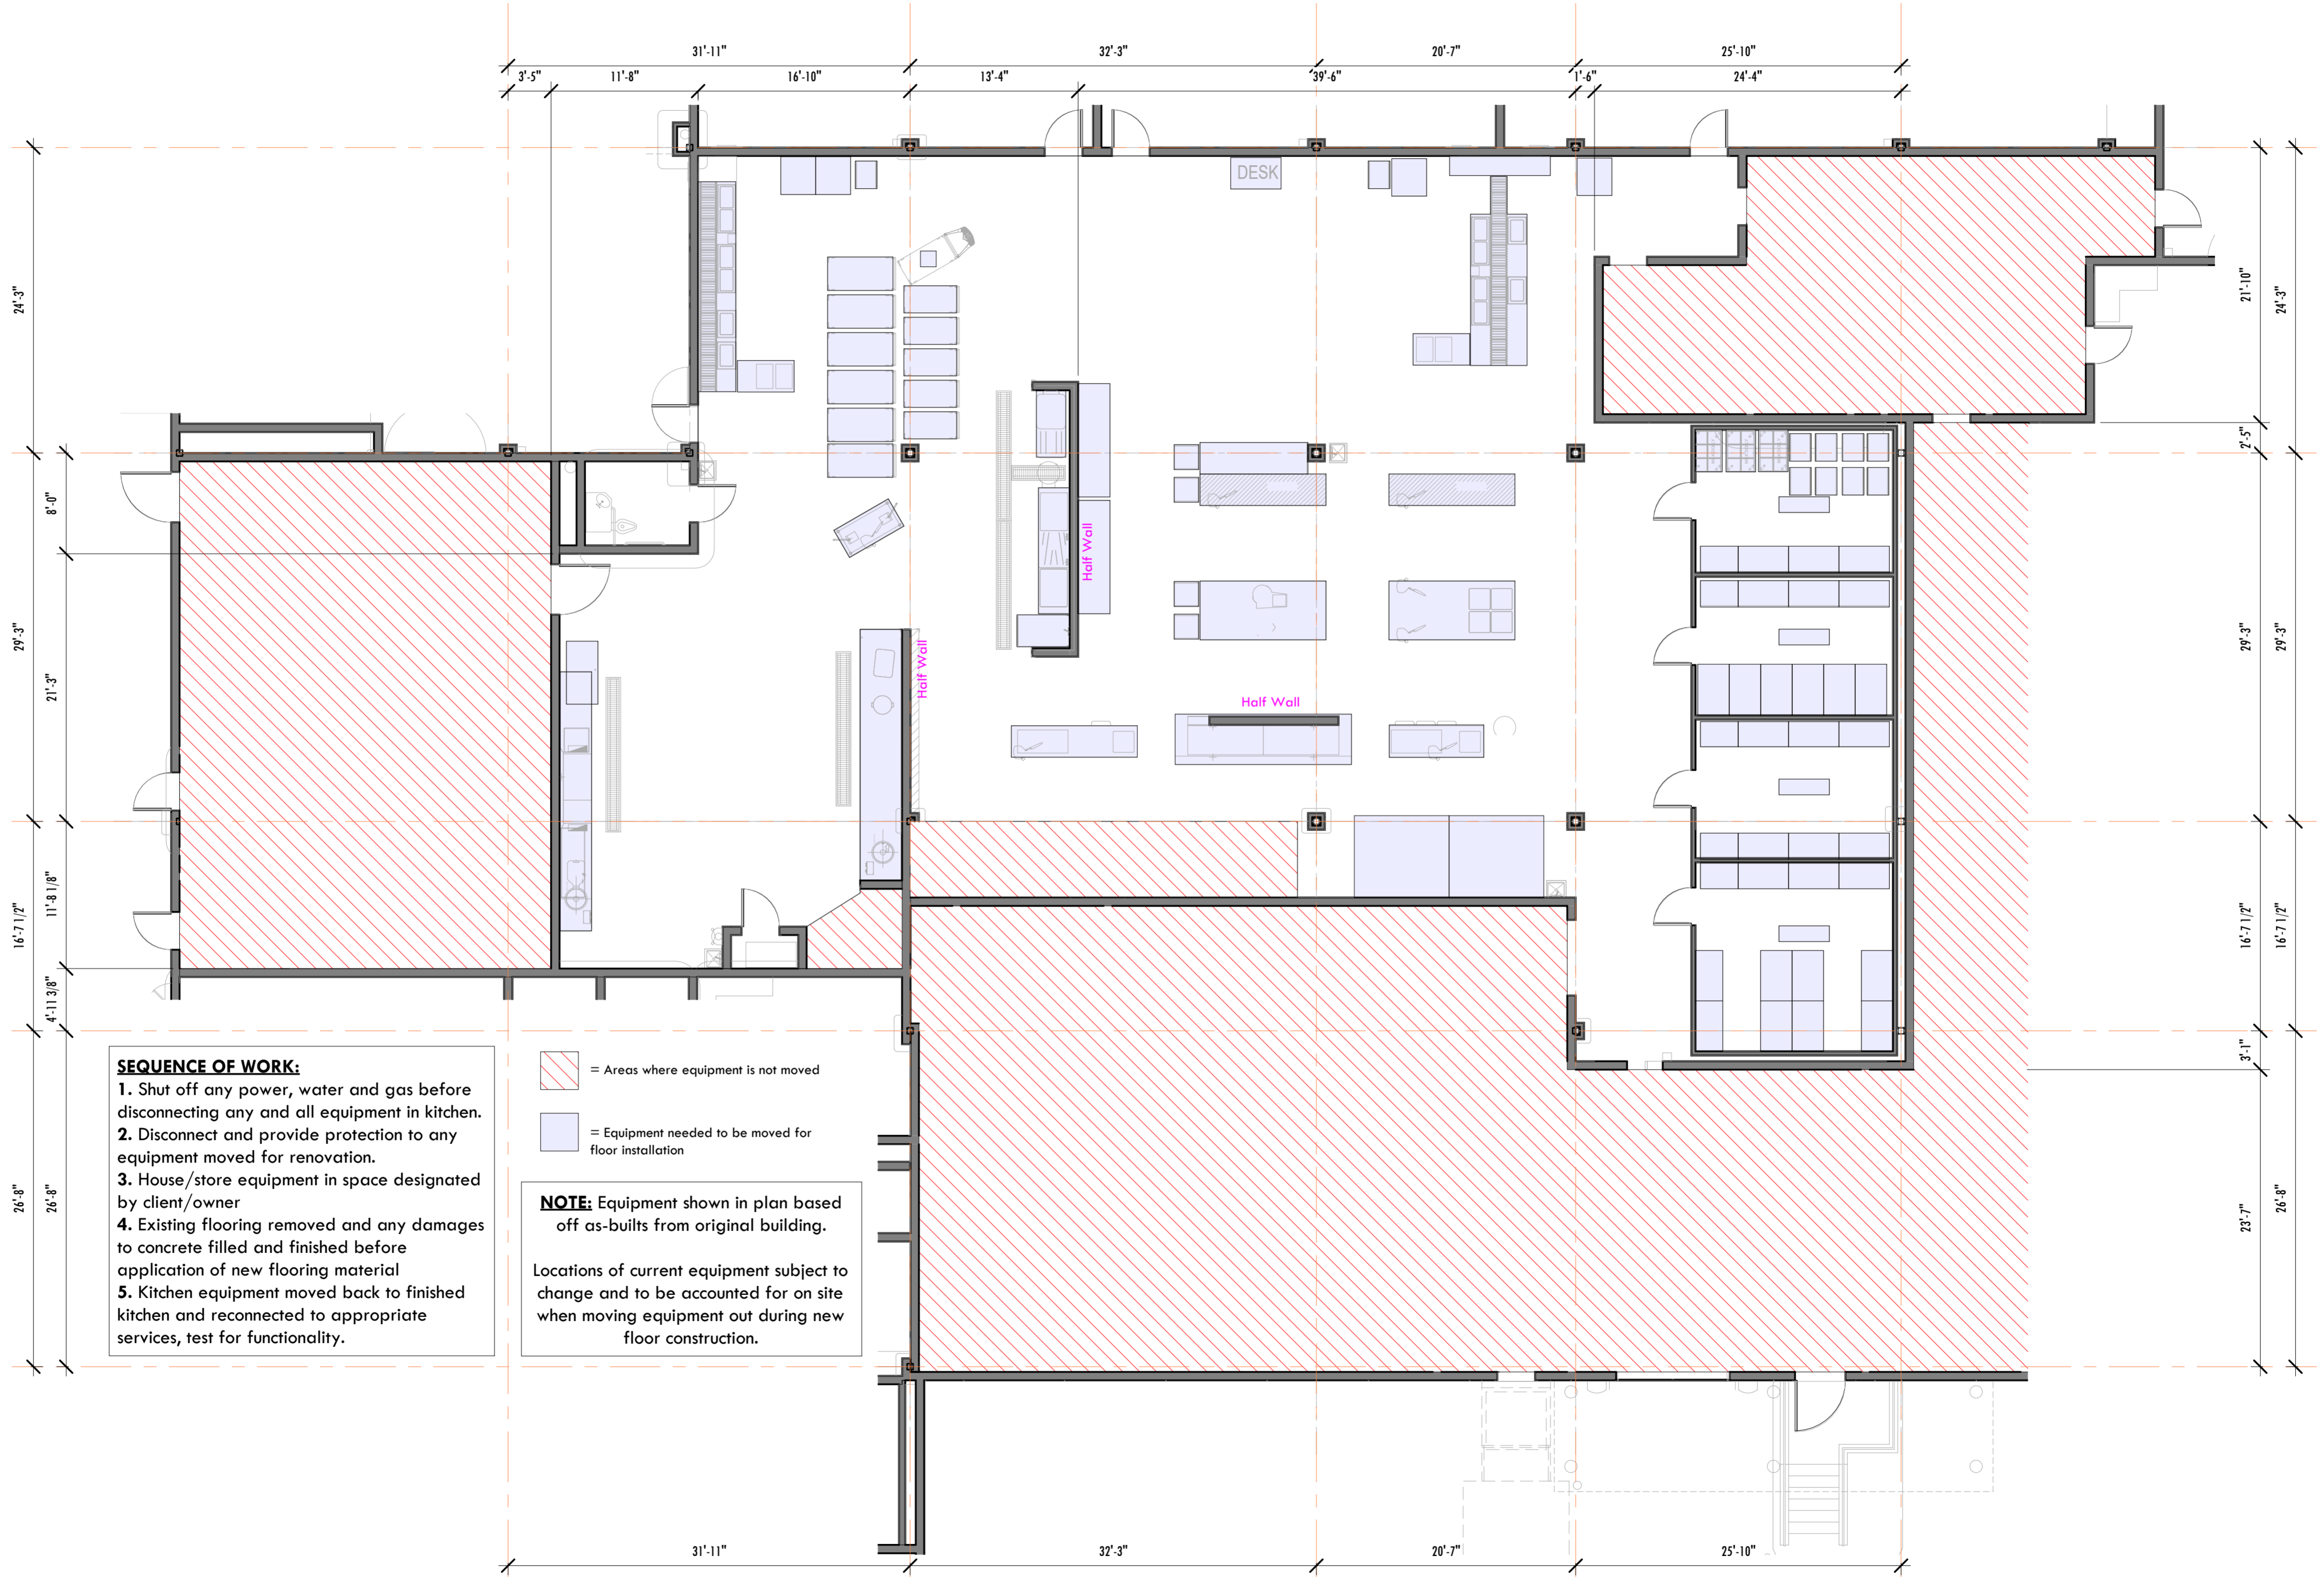 31'-11"
32'-3"
20'-7"
25'-10"
3'-5"
11'-8"
16'-10"
13'-4"
39'-6"
1'-6"
24'-4"
DESK
24'-3"
21'-10"
24'-3"
2'-5"
8'-0"
Half Wall
29'-3"
21'-3"
Half Wall
Half Wall
29'-3"
29'-3"
16'-7 1/2"
11'-8 1/8"
16'-7 1/2"
16'-7 1/2"
4'-11 3/8"
3'-1"
SEQUENCE OF WORK:
1. Shut off any power, water and gas before
disconnecting any and all equipment in kitchen.
2. Disconnect and provide protection to any
equipment moved for renovation.
3. House/store equipment in space designated
by client/owner
4. Existing flooring removed and any damages
to concrete filled and finished before
application of new flooring material
5. Kitchen equipment moved back to finished
kitchen and reconnected to appropriate
services, test for functionality.
= Areas where equipment is not moved
= Equipment needed to be moved for
floor installation
NOTE: Equipment shown in plan based
off as-builts from original building.
Locations of current equipment subject to
change and to be accounted for on site
when moving equipment out during new
floor construction.
26'-8"
26'-8"
23'-7"
26'-8"
31'-11"
32'-3"
20'-7"
25'-10"